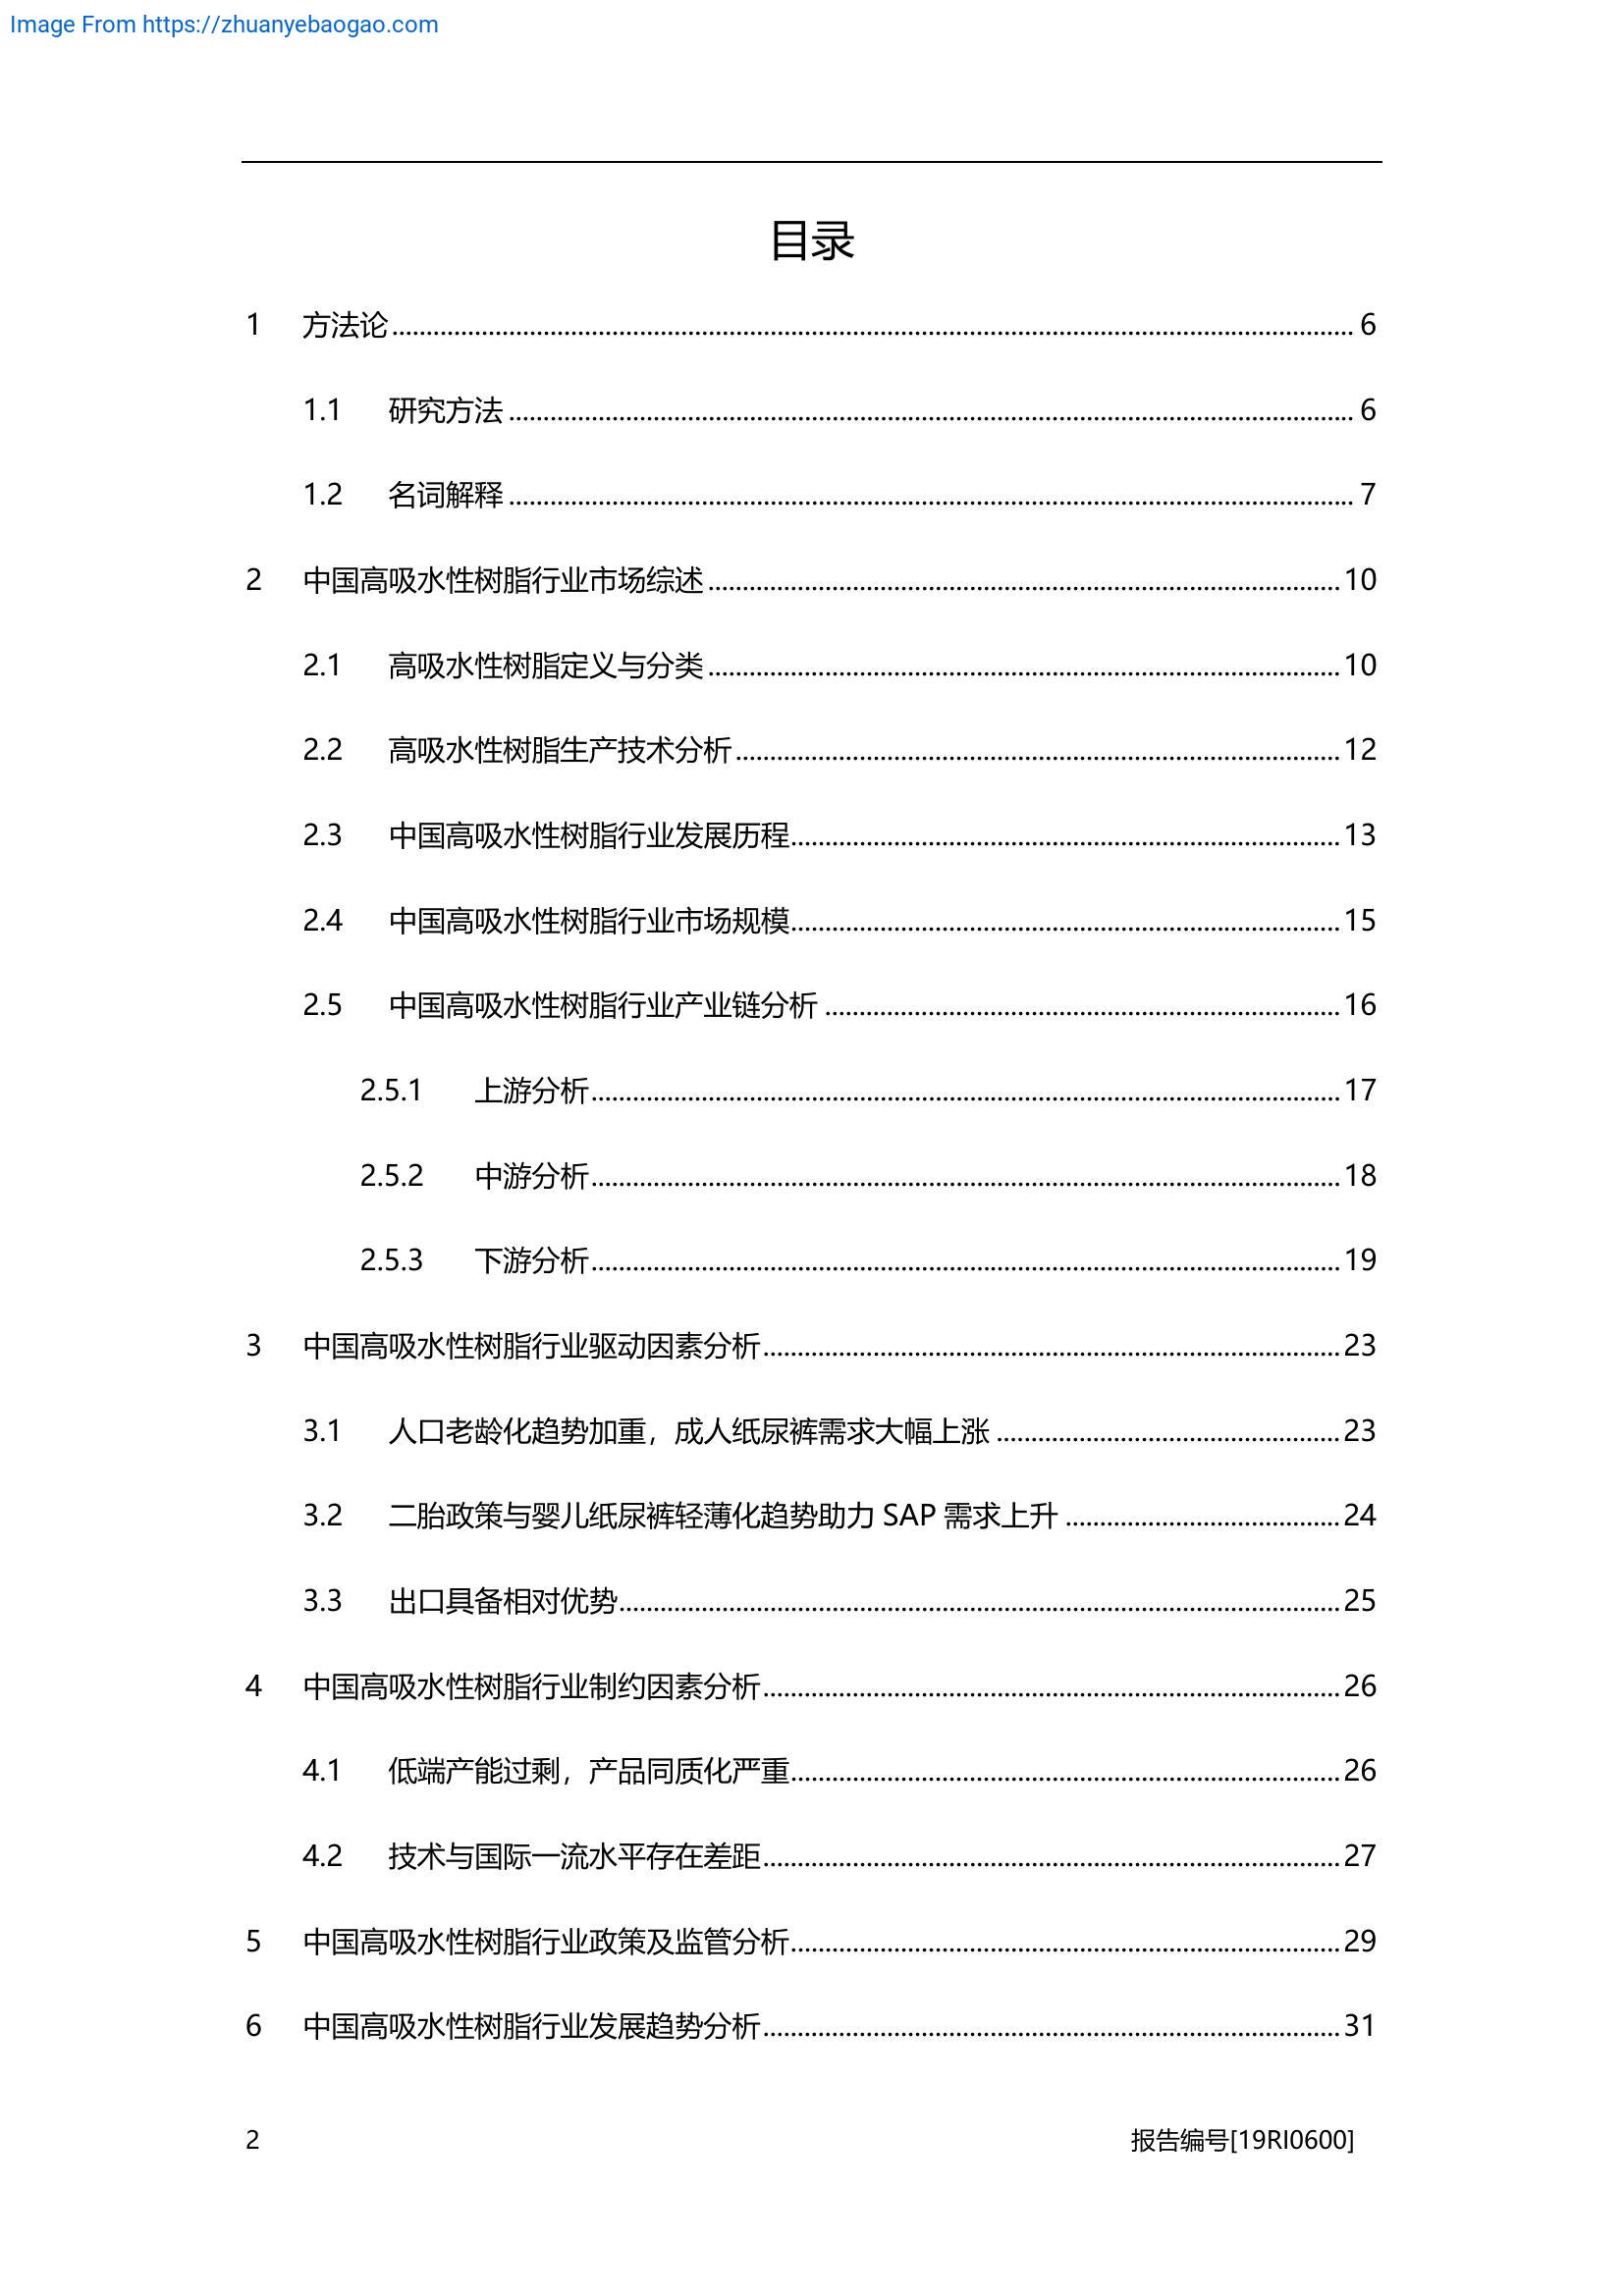 Image From https://zhuanyebaogao.com
目录
1 方法论 6
1.1 研究方法 6
1.2 名词解释 7
2 中国高吸水性树脂行业市场综述 10
2.1 高吸水性树脂定义与分类 10
2.2 高吸水性树脂生产技术分析 12
2.3 中国高吸水性树脂行业发展历程 13
2.4 中国高吸水性树脂行业市场规模 15
2.5 中国高吸水性树脂行业产业链分析 16
2.5.1 上游分析 17
2.5.2 中游分析 18
2.5.3 下游分析 19
3 中国高吸水性树脂行业驱动因素分析 23
3.1 人口老龄化趋势加重，成人纸尿裤需求大幅上涨 23
3.2 二胎政策与婴儿纸尿裤轻薄化趋势助力 SAP 需求上升 24
3.3 出口具备相对优势 25
4 中国高吸水性树脂行业制约因素分析 26
4.1 低端产能过剩，产品同质化严重 26
4.2 技术与国际一流水平存在差距 27
5 中国高吸水性树脂行业政策及监管分析 29
6 中国高吸水性树脂行业发展趋势分析 31
2 报告编号[19RI0600]